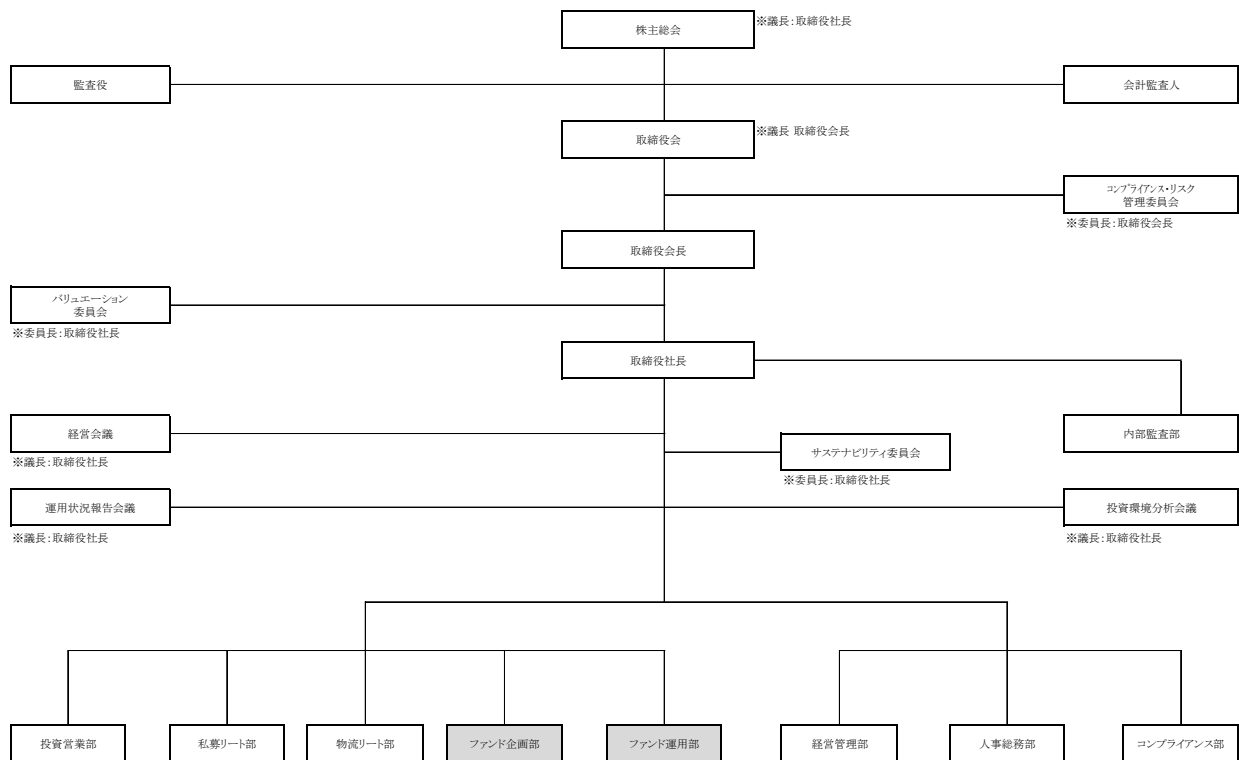 株主総会
※議長：取締役社長
監査役
会計監査人
取締役会
※議長 取締役会長
コンプライアンス・リスク
管理委員会
※委員長：取締役会長
取締役会長
バリュエーション
委員会
※委員長：取締役社長
取締役社長
経営会議
※議長：取締役社長
内部監査部
サステナビリティ委員会
※委員長：取締役社長
運用状況報告会議
※議長：取締役社長
投資環境分析会議
※議長：取締役社長
投資営業部
私募リート部
物流リート部
ファンド企画部
ファンド運用部
経営管理部
人事総務部
コンプライアンス部